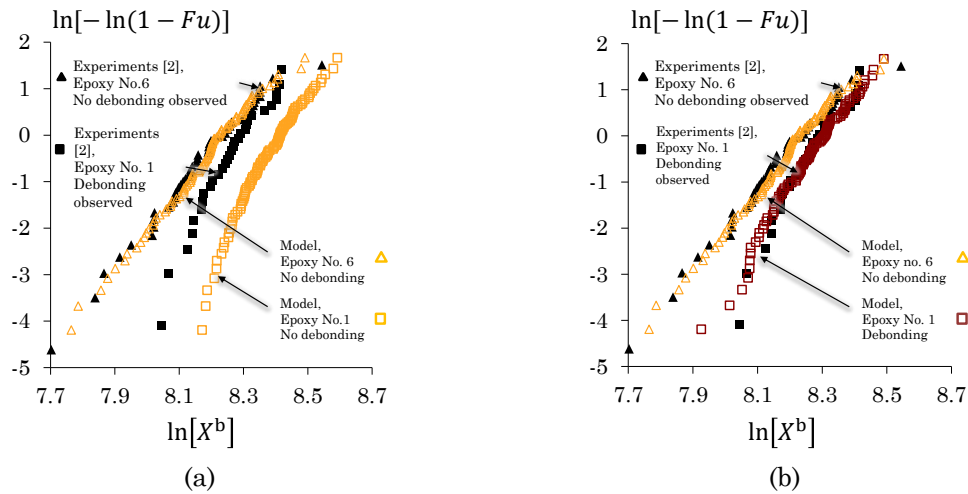 ln[− ln(1 − Fu)]
2
1
0
-1
-2
-3
-4
-5
Experiments [2],
Epoxy No.6
No debonding observed
Experiments
[2],
Epoxy No. 1
Debonding
observed
Model,
Epoxy No. 6
No debonding
Model,
Epoxy No.1
No debonding
7.7 7.9 8.1 8.3 8.5 8.7
ln[Xᵇ]
(a)
ln[− ln(1 − Fu)]
2
1
0
-1
-2
-3
-4
-5
Experiments [2],
Epoxy No. 6
No debonding observed
Experiments [2],
Epoxy No. 1
Debonding
observed
Model,
Epoxy no. 6
No debonding
Model,
Epoxy No. 1
Debonding
7.7 7.9 8.1 8.3 8.5 8.7
ln[Xᵇ]
(b)